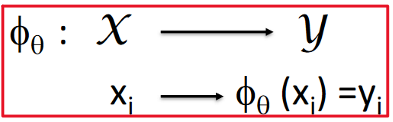 ϕθ : 𝒳 ⟶ 𝒴
xi ⟶ ϕθ (xi) =yi